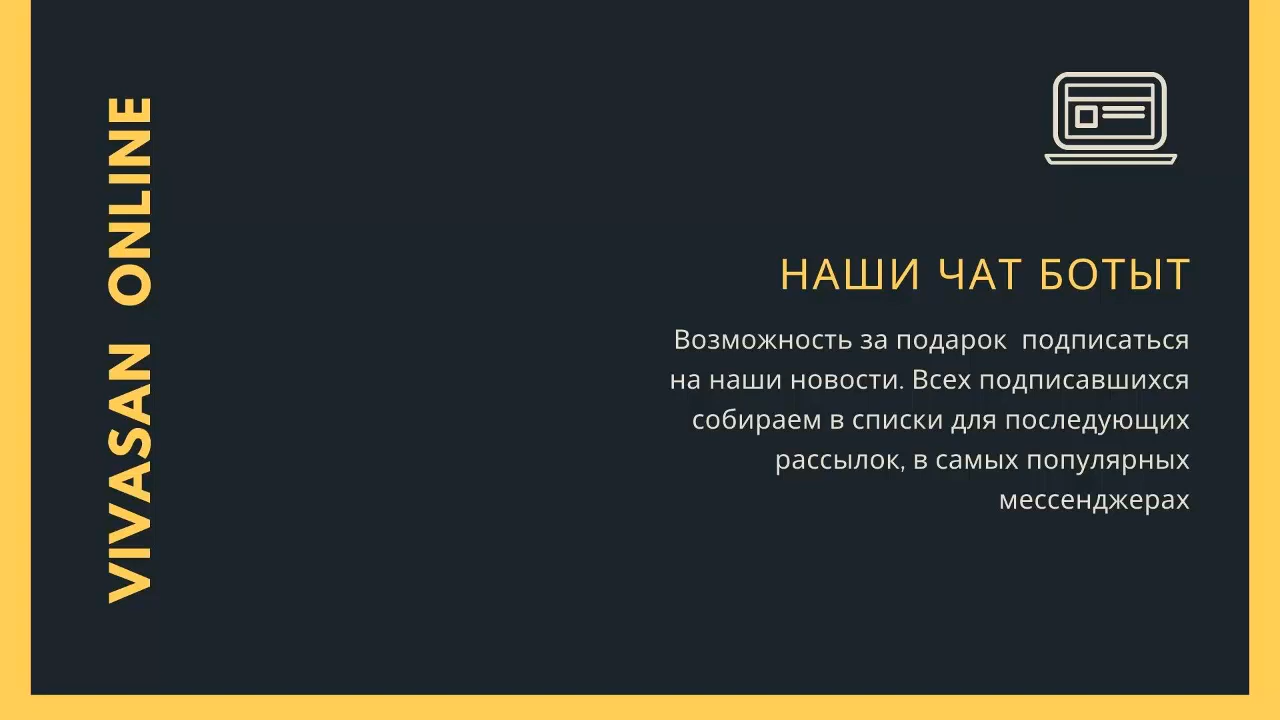 VIVASAN ONLINE
НАШИ ЧАТ БОТЫТ
Возможность за подарок подписаться
на наши новости. Всех подписавшихся
собираем в списки для последующих
рассылок, в самых популярных
мессенджерах